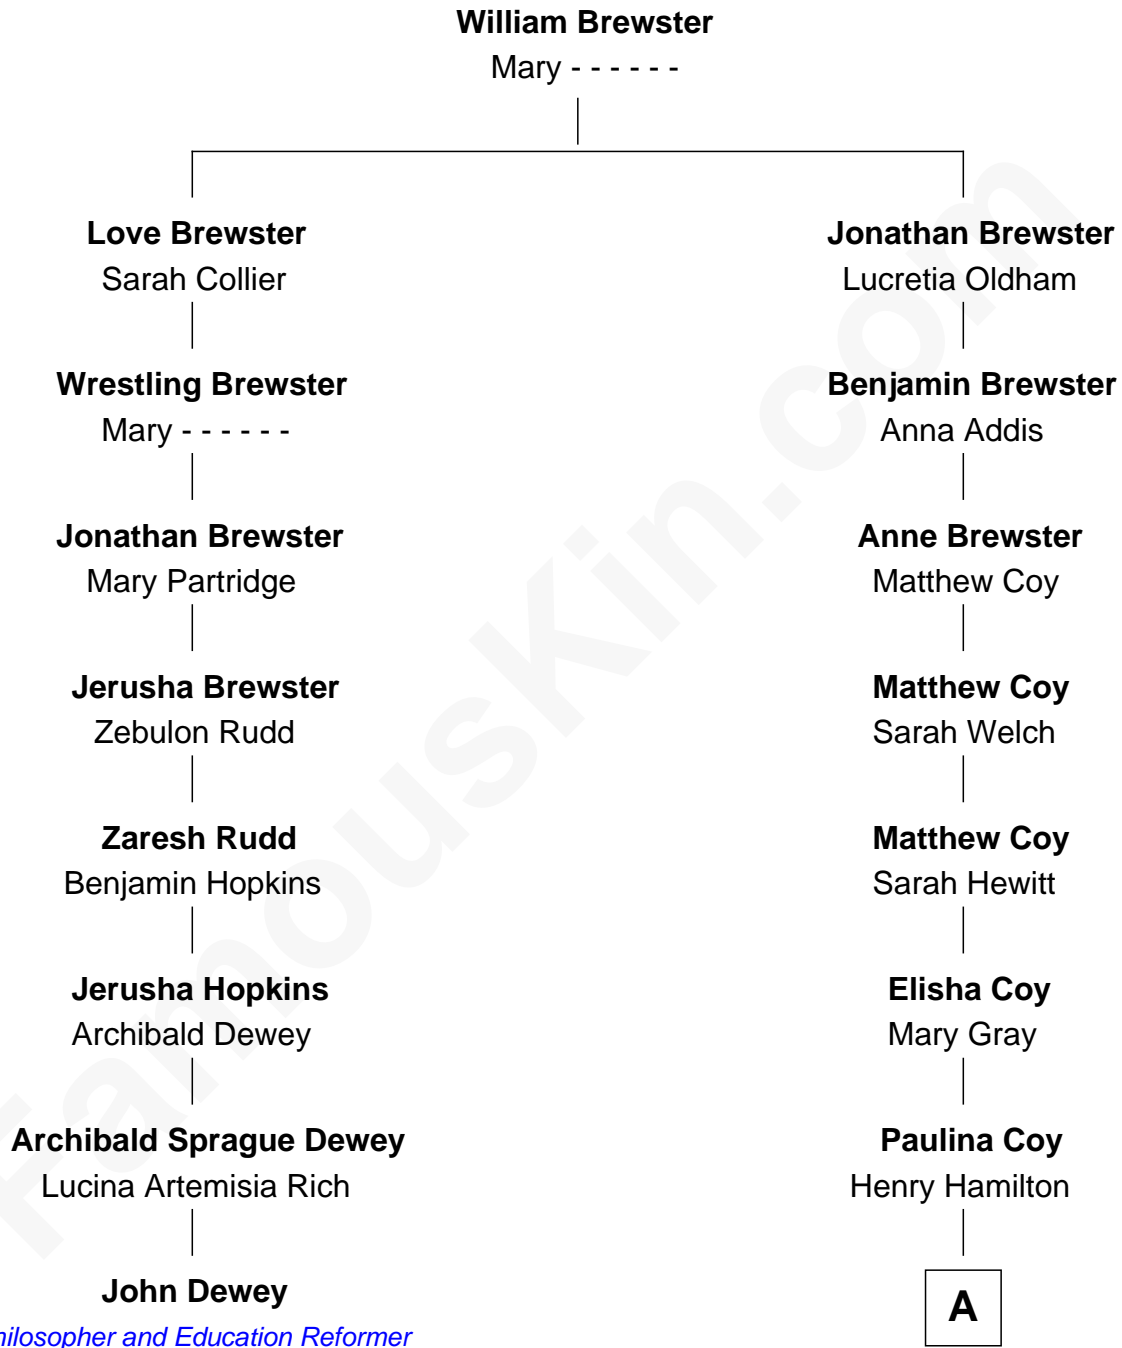 William Brewster
Mary - - - - - -
Love Brewster
Sarah Collier
Jonathan Brewster
Lucretia Oldham
Wrestling Brewster
Mary - - - - - -
Benjamin Brewster
Anna Addis
Jonathan Brewster
Mary Partridge
Anne Brewster
Matthew Coy
Jerusha Brewster
Zebulon Rudd
Matthew Coy
Sarah Welch
Zaresh Rudd
Benjamin Hopkins
Matthew Coy
Sarah Hewitt
Jerusha Hopkins
Archibald Dewey
Elisha Coy
Mary Gray
Archibald Sprague Dewey
Lucina Artemisia Rich
Paulina Coy
Henry Hamilton
John Dewey
hilosopher and Education Reformer
A
FamousKin.com